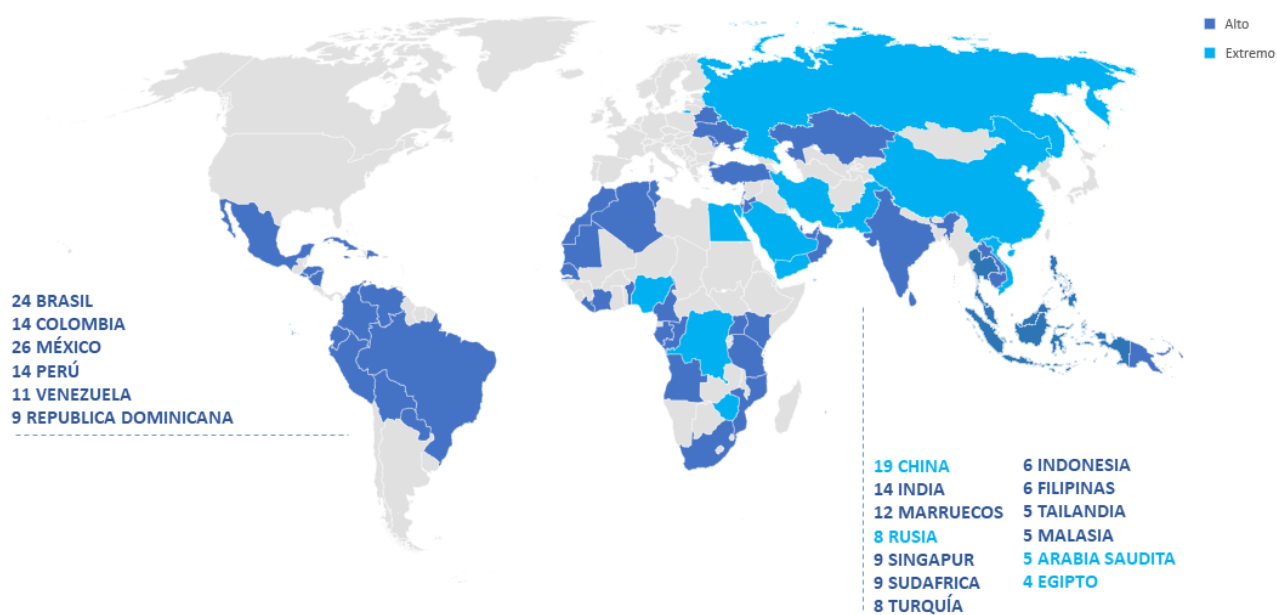 Alto
Extremo
24 BRASIL
14 COLOMBIA
26 MÉXICO
14 PERÚ
11 VENEZUELA
9 REPUBLICA DOMINICANA
19 CHINA
14 INDIA
12 MARRUECOS
8 RUSIA
9 SINGAPUR
9 SUDAFRICA
8 TURQUÍA
6 INDONESIA
6 FILIPINAS
5 TAILANDIA
5 MALASIA
5 ARABIA SAUDITA
4 EGIPTO